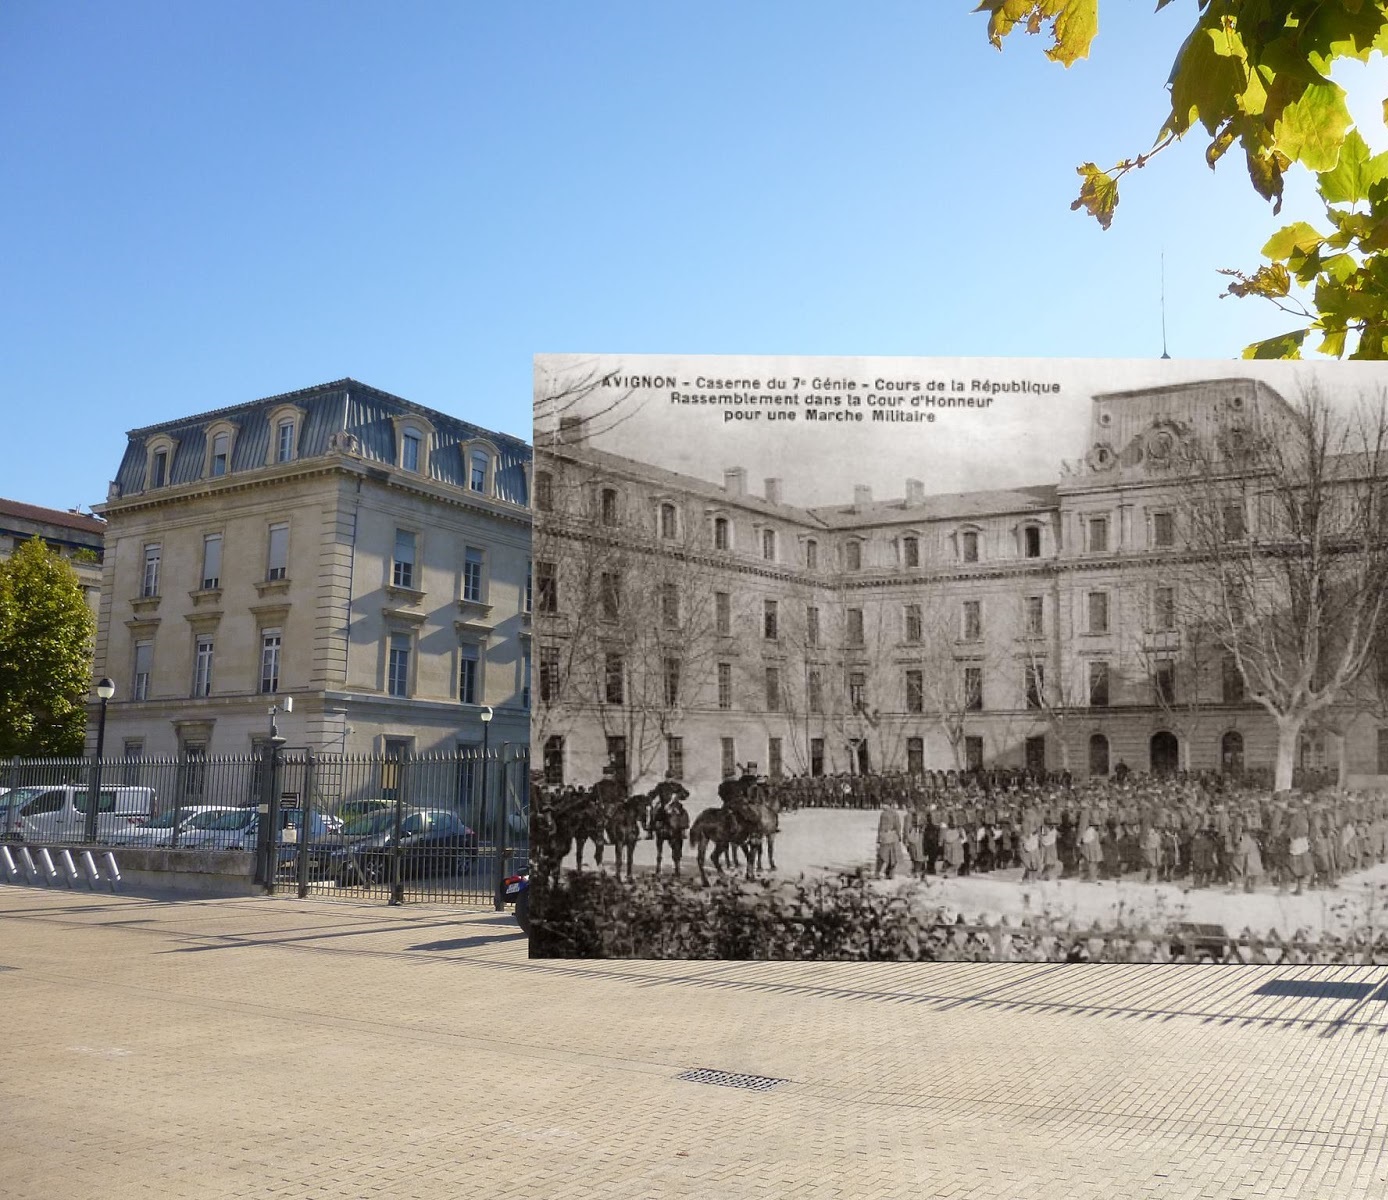 AVIGNON – Caserne du 7ᵉ Génie – Cours de la République
Rassemblement dans la Cour d'Honneur
pour une Marche Militaire